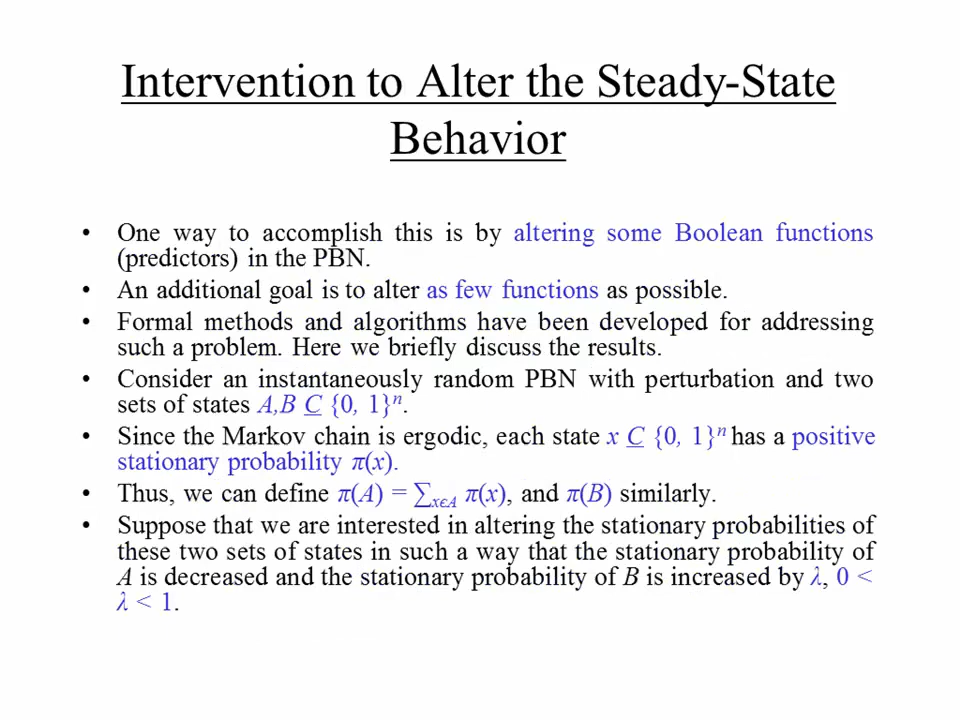 Intervention to Alter the Steady-State
Behavior
• One way to accomplish this is by altering some Boolean functions
(predictors) in the PBN.
• An additional goal is to alter as few functions as possible.
• Formal methods and algorithms have been developed for addressing
such a problem. Here we briefly discuss the results.
• Consider an instantaneously random PBN with perturbation and two
sets of states A,B C {0, 1}ⁿ.
• Since the Markov chain is ergodic, each state x C {0, 1}ⁿ has a positive
stationary probability π(x).
• Thus, we can define π(A) = ∑xϵA π(x), and π(B) similarly.
• Suppose that we are interested in altering the stationary probabilities of
these two sets of states in such a way that the stationary probability of
A is decreased and the stationary probability of B is increased by λ, 0 <
λ < 1.